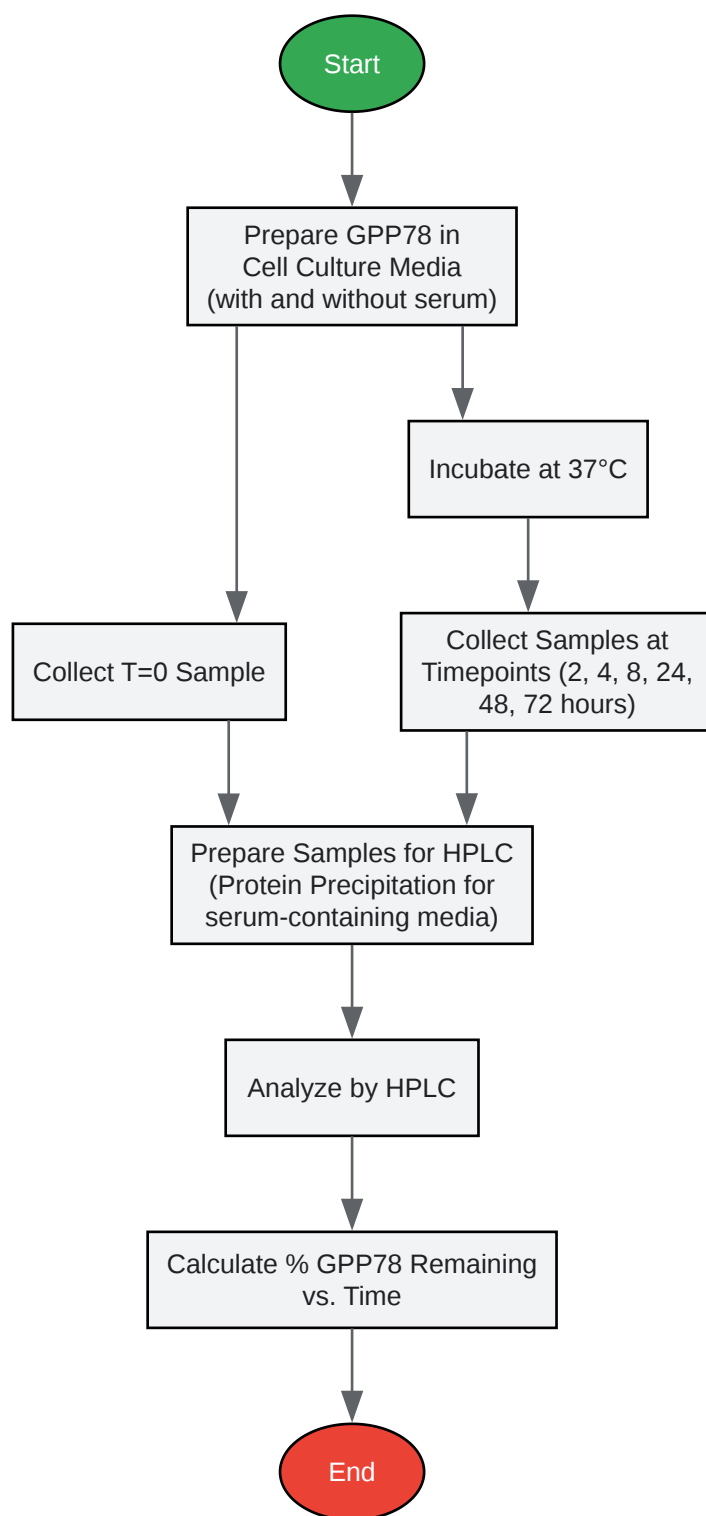 Start
Prepare GPP78 in
Cell Culture Media
(with and without serum)
Incubate at 37°C
Collect T=0 Sample
Collect Samples at
Timepoints (2, 4, 8, 24,
48, 72 hours)
Prepare Samples for HPLC
(Protein Precipitation for
serum-containing media)
Analyze by HPLC
Calculate % GPP78 Remaining
vs. Time
End